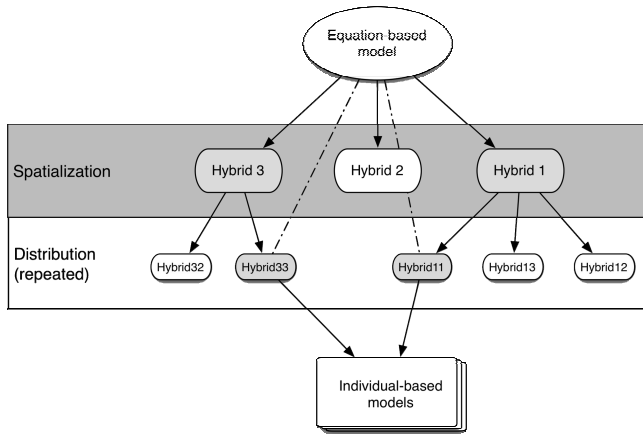 Equation-based
model
Spatialization
Hybrid 3
Hybrid 2
Hybrid 1
Distribution
(repeated)
Hybrid32
Hybrid33
Hybrid11
Hybrid13
Hybrid12
Individual-based
models